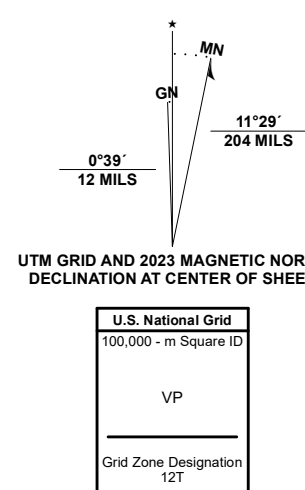 MN
GN
11°29´
204 MILS
0°39´
12 MILS
UTM GRID AND 2023 MAGNETIC NOR
DECLINATION AT CENTER OF SHEE
U.S. National Grid
100,000 - m Square ID
VP
Grid Zone Designation
12T